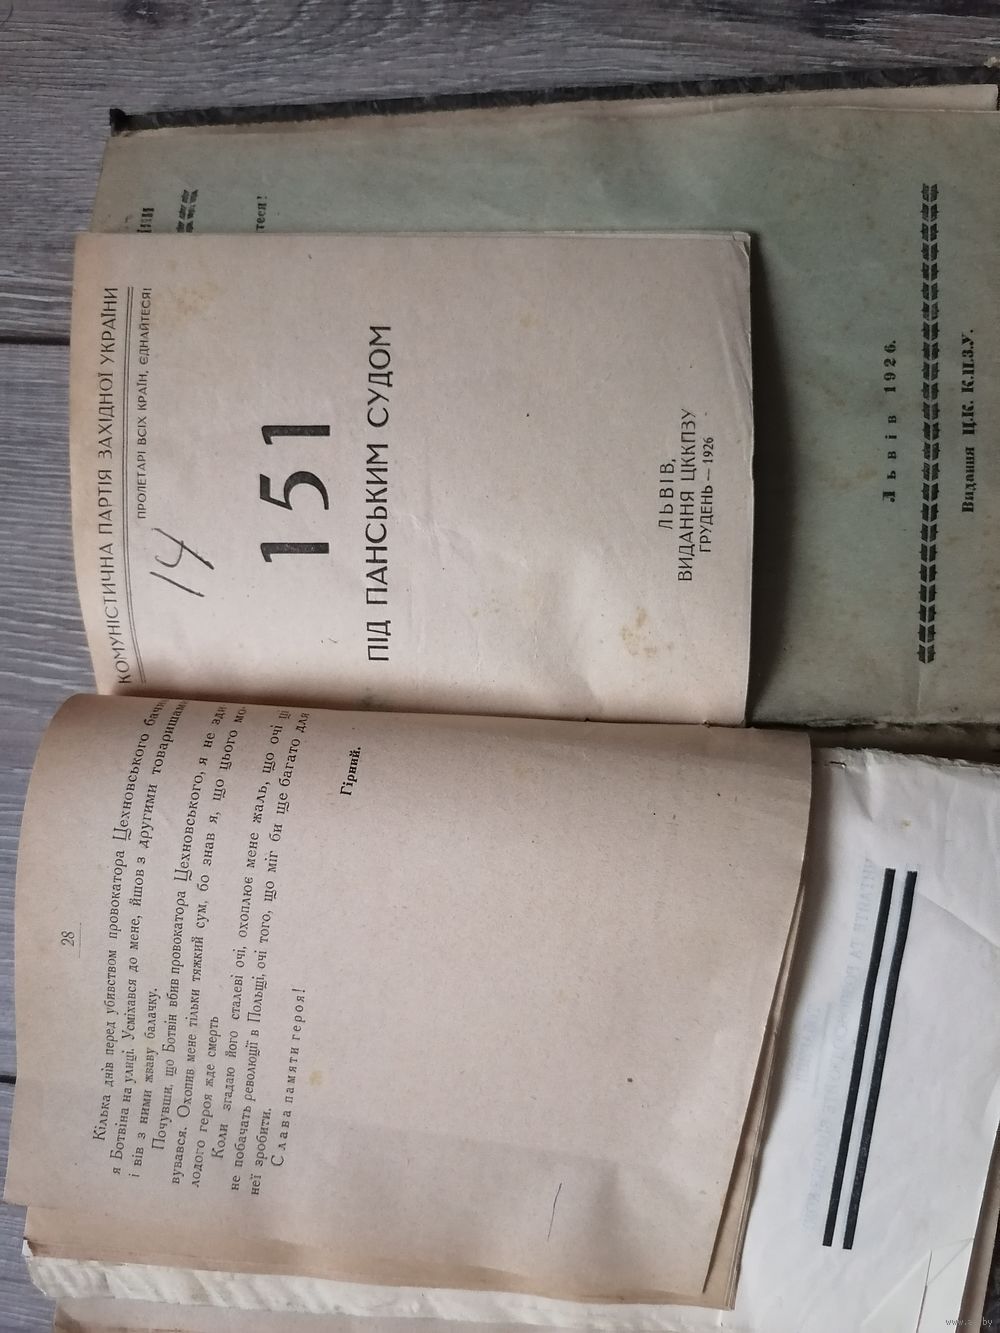 28
Кілька днів перед убивством провокатора Цехновського бачи
я Ботвіна на улиці. Усміхався до мене, йшов з другими товаришами
і вів з ними жваву балачку.
Почувши, що Ботвін вбив провокатора Цехновського, я не зди
вувався. Охопив мене тільки тяжкий сум, бо знав я, що цього мо-
лодого героя жде смерть
Коли згадаю його сталеві очі, охоплює мене жаль, що очі ці
не побачать революції в Польщі, очі того, що міг би ще багато для
неї зробити.
Слава памяти героя!
Гірний.
КОМУНІСТИЧНА ПАРТІЯ ЗАХІДНОЇ УКРАЇНИ
ПРОЛЕТАРІ ВСІХ КРАЇН, ЄДНАЙТЕСЯ!
14
151
ПІД ПАНСЬКИМ СУДОМ
ЛЬВІВ,
ВИДАННЯ ЦККПЗУ
ГРУДЕНЬ — 1926
теся!
Львів 1926.
Видання Ц.К. К.П.З.У.